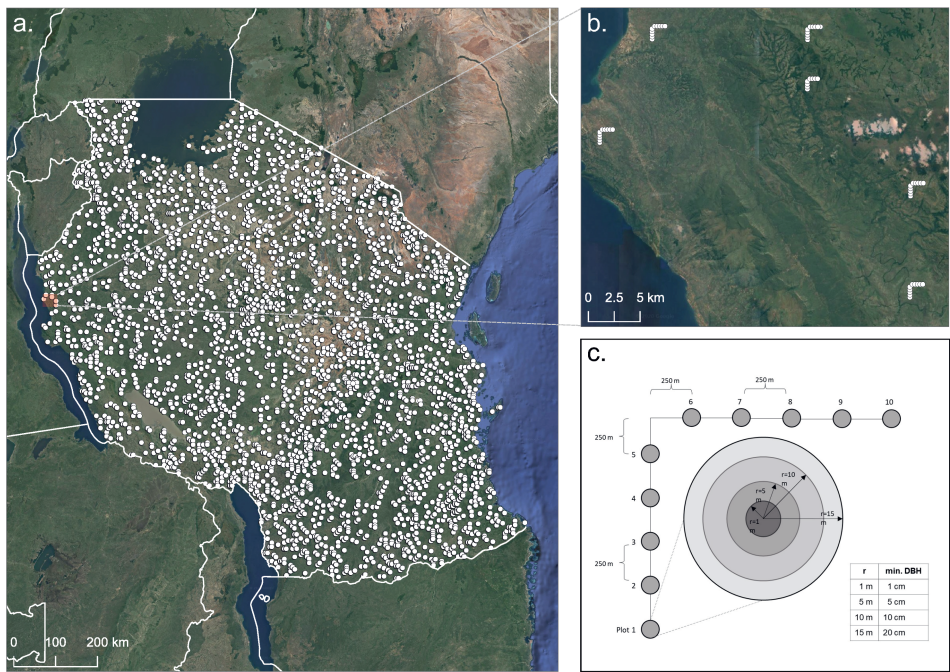 a.
0 100 200 km
b.
0 2.5 5 km
c.
250 m
250 m
6 7 8 9 10
250 m
5
4
3
250 m
2
Plot 1
r=10
m
r=5
m
r=1
m
r=15
m
r min. DBH
1 m 1 cm
5 m 5 cm
10 m 10 cm
15 m 20 cm